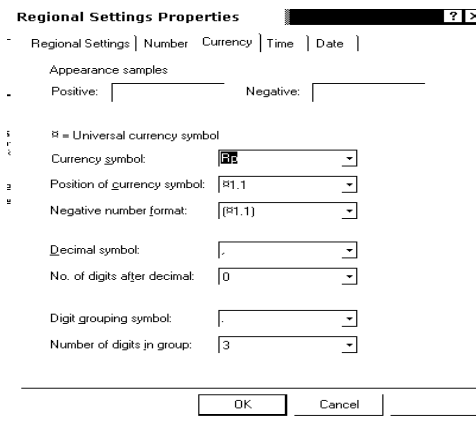 Regional Settings Properties
Regional Settings Number Currency Time Date
Appearance samples
Positive: Negative:
¤ = Universal currency symbol
Currency symbol: Rp
Position of currency symbol: ¤1.1
Negative number format: (¤1.1)
Decimal symbol: ,
No. of digits after decimal: 0
Digit grouping symbol: .
Number of digits in group: 3
OK Cancel